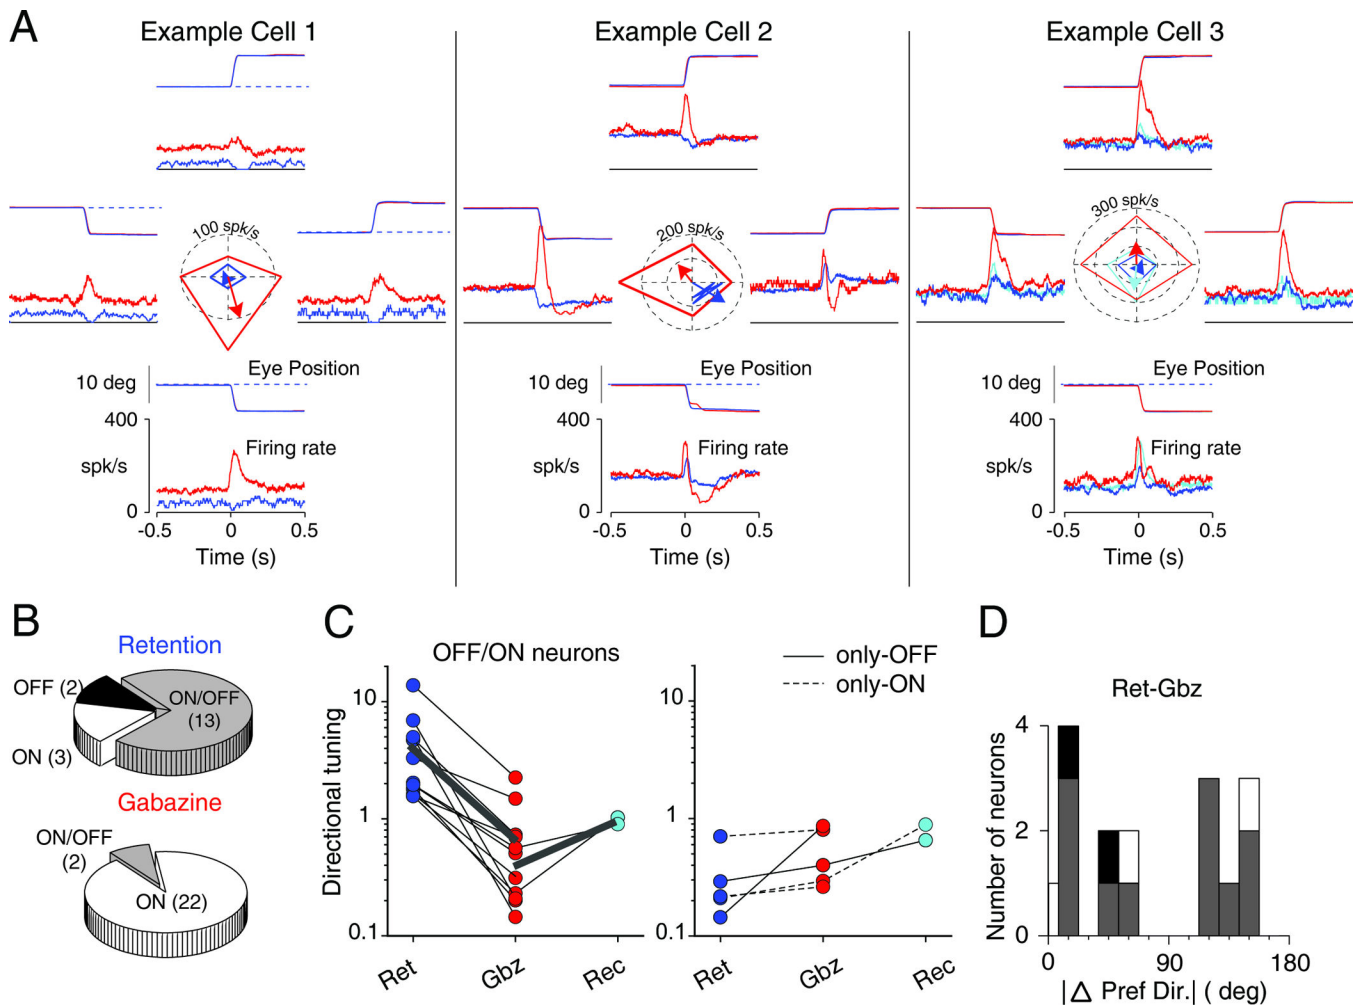 A
Example Cell 1
Example Cell 2
Example Cell 3
100 spk/s
200 spk/s
300 spk/s
10 deg
Eye Position
400
Firing rate
spk/s
0
-0.5 0 0.5
Time (s)
10 deg
Eye Position
400
Firing rate
spk/s
0
-0.5 0 0.5
Time (s)
10 deg
Eye Position
400
Firing rate
spk/s
0
-0.5 0 0.5
Time (s)
B
Retention
OFF (2)
ON/OFF
(13)
ON (3)
Gabazine
ON/OFF
(2)
ON (22)
C
OFF/ON neurons
only-OFF
only-ON
Directional tuning
10
1
0.1
Ret Gbz Rec
10
1
0.1
Ret Gbz Rec
D
Ret-Gbz
Number of neurons
4
2
0
0 90 180
|Δ Pref Dir.| ( deg)